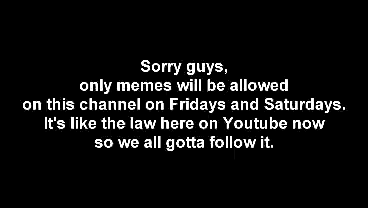 Sorry guys,
only memes will be allowed
on this channel on Fridays and Saturdays.
It's like the law here on Youtube now
so we all gotta follow it.